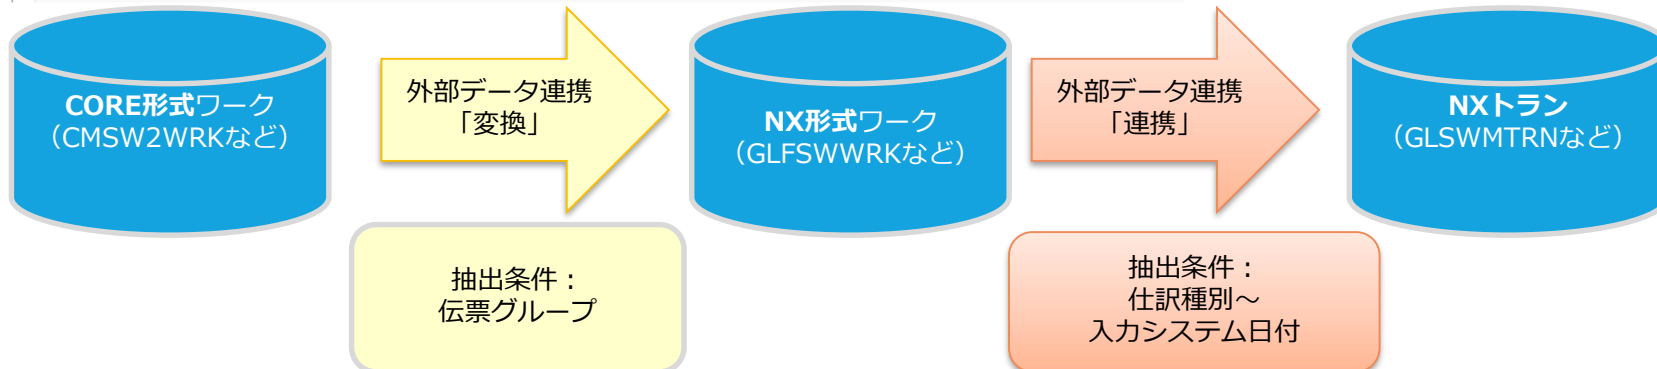 CORE形式ワーク
（CMSW2WRKなど）
外部データ連携
「変換」
NX形式ワーク
（GLFSWWRKなど）
外部データ連携
「連携」
NXトラン
（GLSWMTRNなど）
抽出条件：
伝票グループ
抽出条件：
仕訳種別～
入力システム日付